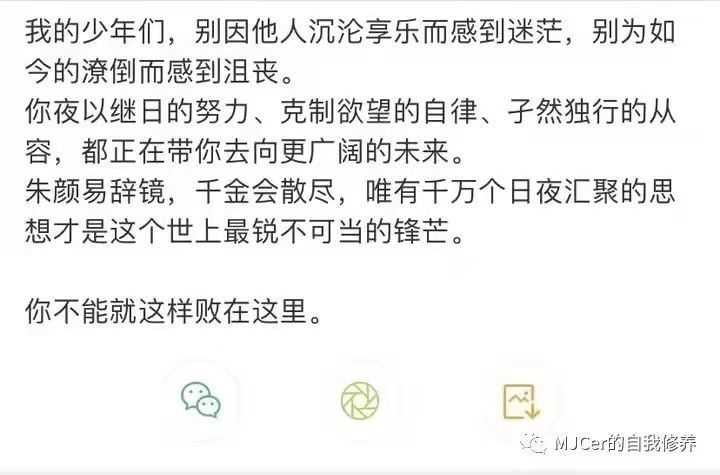 我的少年们，别因他人沉沦享乐而感到迷茫，别为如
今的潦倒而感到沮丧。
你夜以继日的努力、克制欲望的自律、孑然独行的从
容，都正在带你去向更广阔的未来。
朱颜易辞镜，千金会散尽，唯有千万个日夜汇聚的思
想才是这个世上最锐不可当的锋芒。
你不能就这样败在这里。
MJCer的自我修养